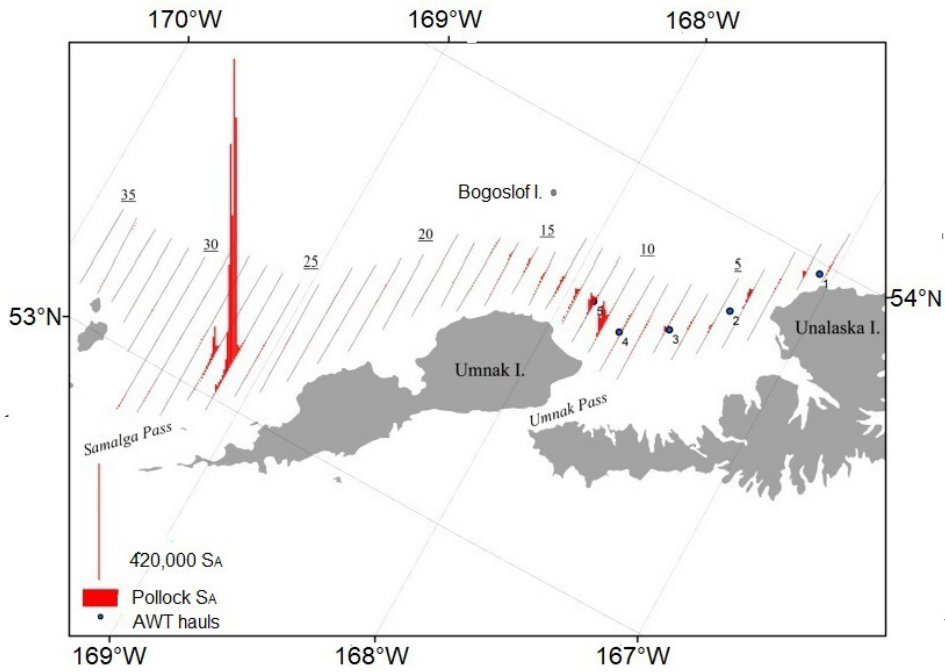 170°W 169°W 168°W
35
Bogoslof I.
30 25 20 15 10 5
1
54°N
53°N
5
2
4 3
Unalaska I.
Umnak I.
Umnak Pass
Samalga Pass
420,000 SA
Pollock SA
AWT hauls
169°W 168°W 167°W